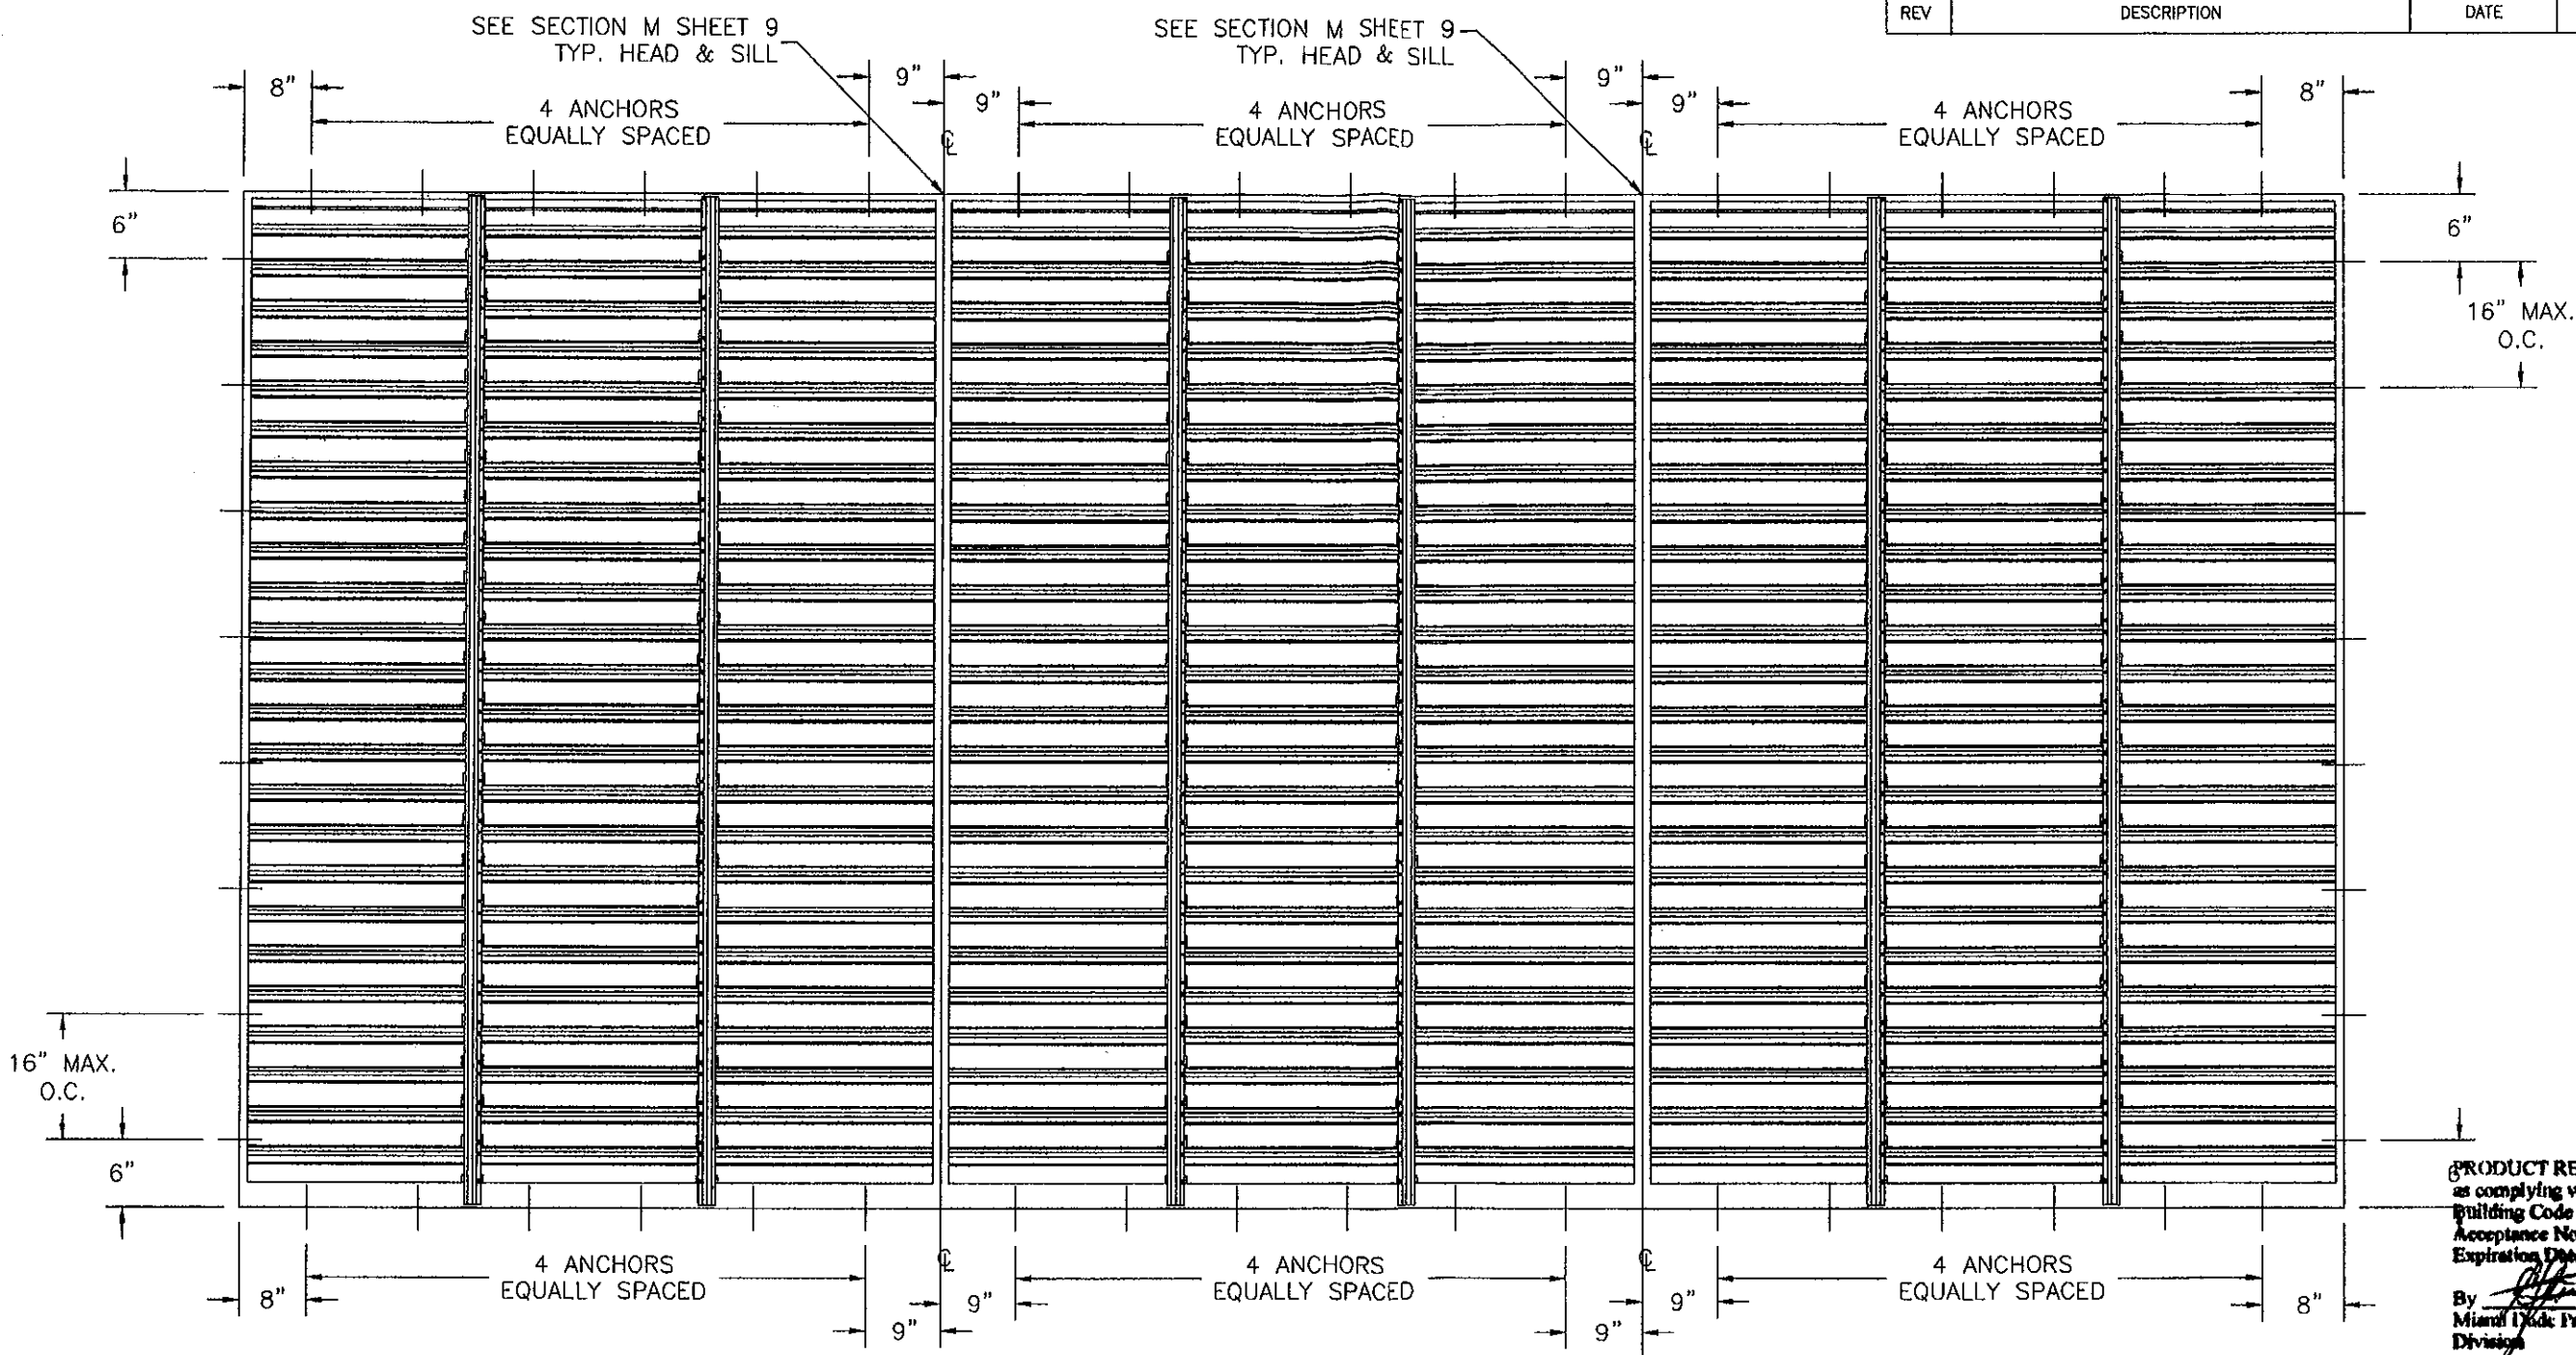 REV DESCRIPTION DATE
SEE SECTION M SHEET 9
TYP. HEAD & SILL
SEE SECTION M SHEET 9
TYP. HEAD & SILL
8" 9" 9" 9" 9" 8"
4 ANCHORS
EQUALLY SPACED
4 ANCHORS
EQUALLY SPACED
4 ANCHORS
EQUALLY SPACED
℄ ℄
6"
6"
16" MAX.
O.C.
16" MAX.
O.C.
6"
6"
PRODUCT
as complying
Building Code
Acceptance No
Expiration
By
Miami Dade
Division
℄ ℄
4 ANCHORS
EQUALLY SPACED
4 ANCHORS
EQUALLY SPACED
4 ANCHORS
EQUALLY SPACED
8" 9" 9" 9" 9" 8"